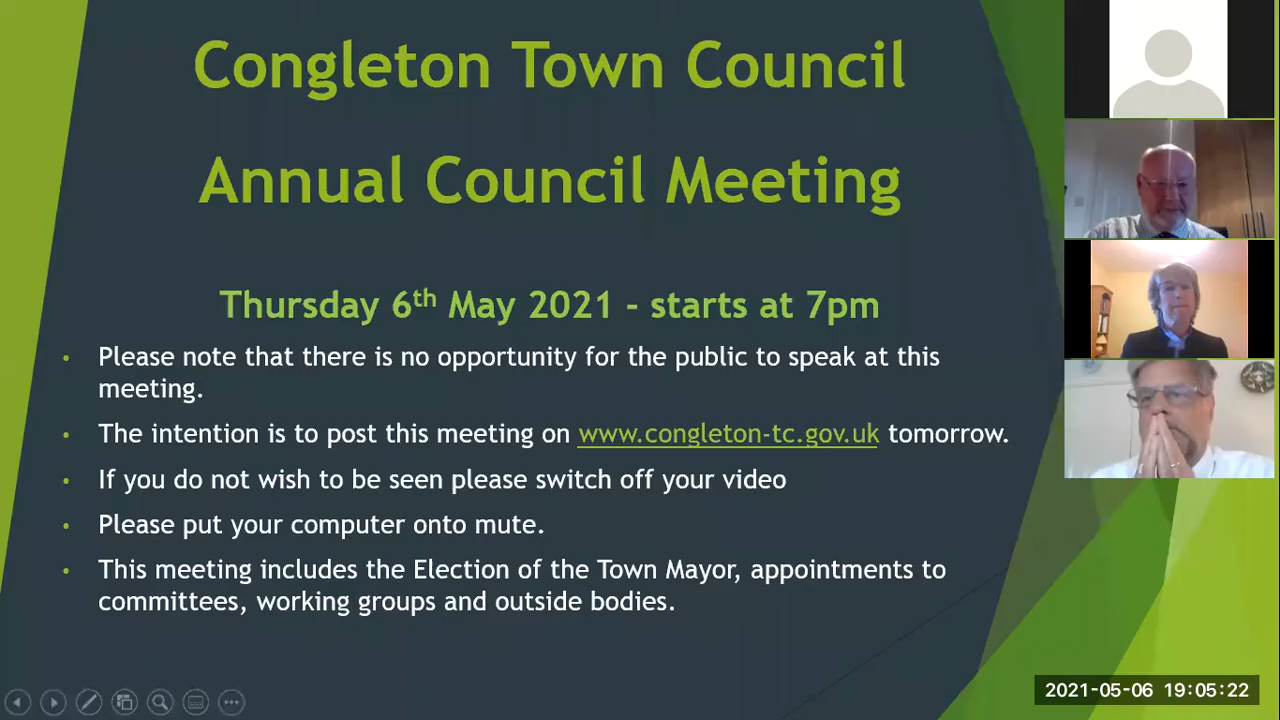 Congleton Town Council
Annual Council Meeting
Thursday 6th May 2021 - starts at 7pm
• Please note that there is no opportunity for the public to speak at this
meeting.
• The intention is to post this meeting on www.congleton-tc.gov.uk tomorrow.
• If you do not wish to be seen please switch off your video
• Please put your computer onto mute.
• This meeting includes the Election of the Town Mayor, appointments to
committees, working groups and outside bodies.
2021-05-06 19:05:22